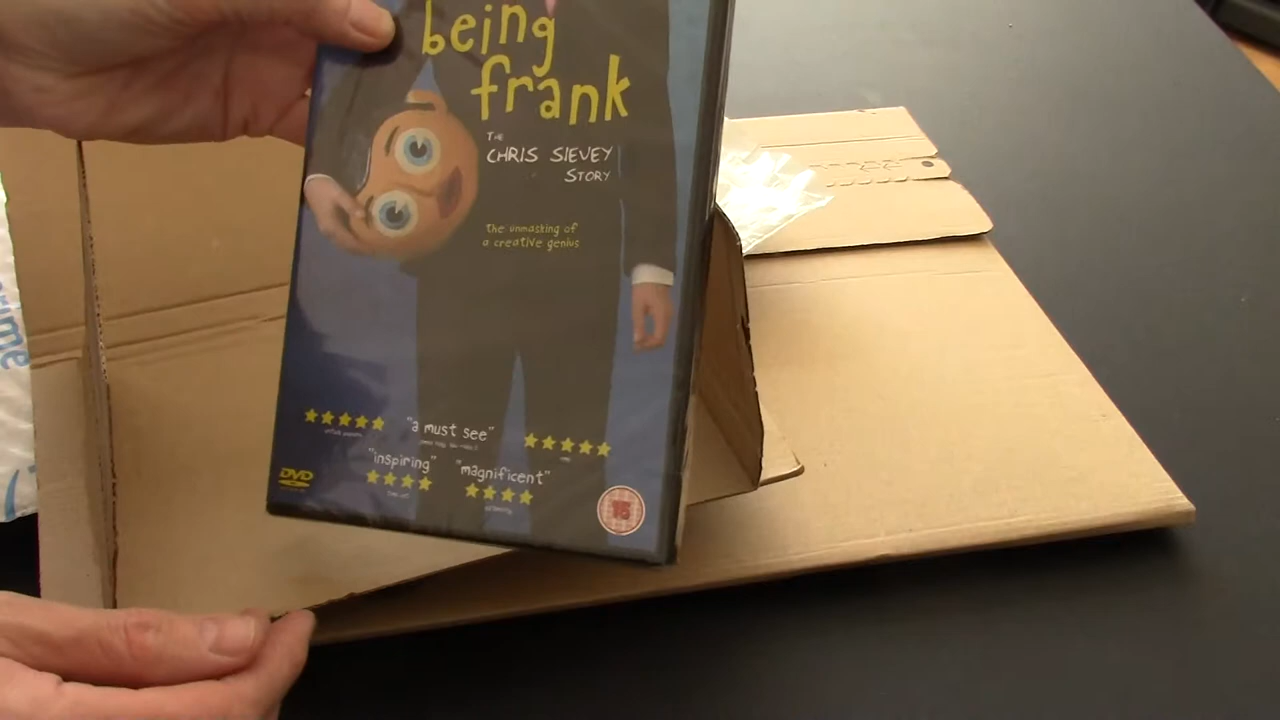 being
frank
THE
CHRIS SIEVEY
STORY
the unmasking of
a creative genius
"a must see"
"inspiring" "magnificent"
DVD
15